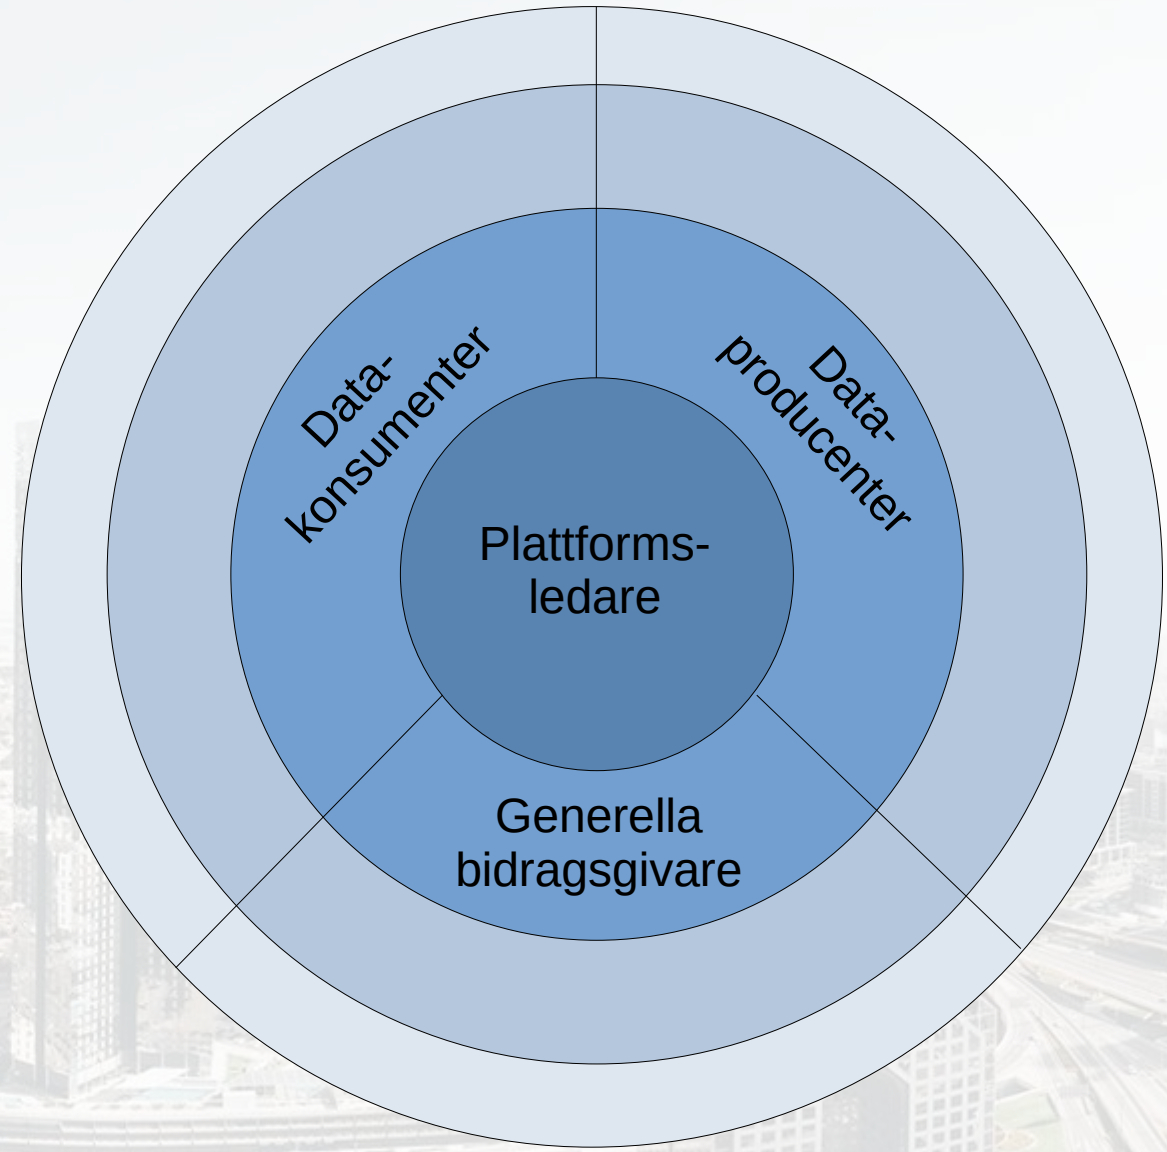 Data-
konsumenter
Data-
producenter
Plattforms-
ledare
Generella
bidragsgivare